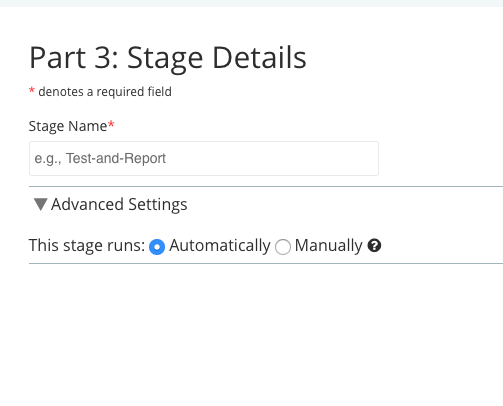 Part 3: Stage Details
* denotes a required field
Stage Name*
e.g., Test-and-Report
▼Advanced Settings
This stage runs: Automatically Manually ?